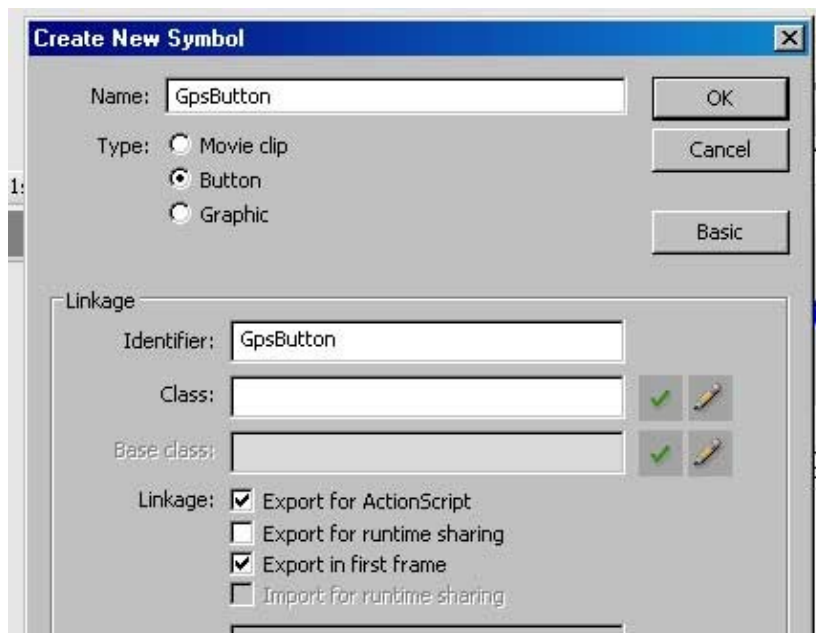 Create New Symbol
Name: GpsButton
OK
Type: Movie clip
Cancel
Button
Graphic
Basic
Linkage
Identifier: GpsButton
Class:
Base class:
Linkage: Export for ActionScript
Export for runtime sharing
Export in first frame
Import for runtime sharing